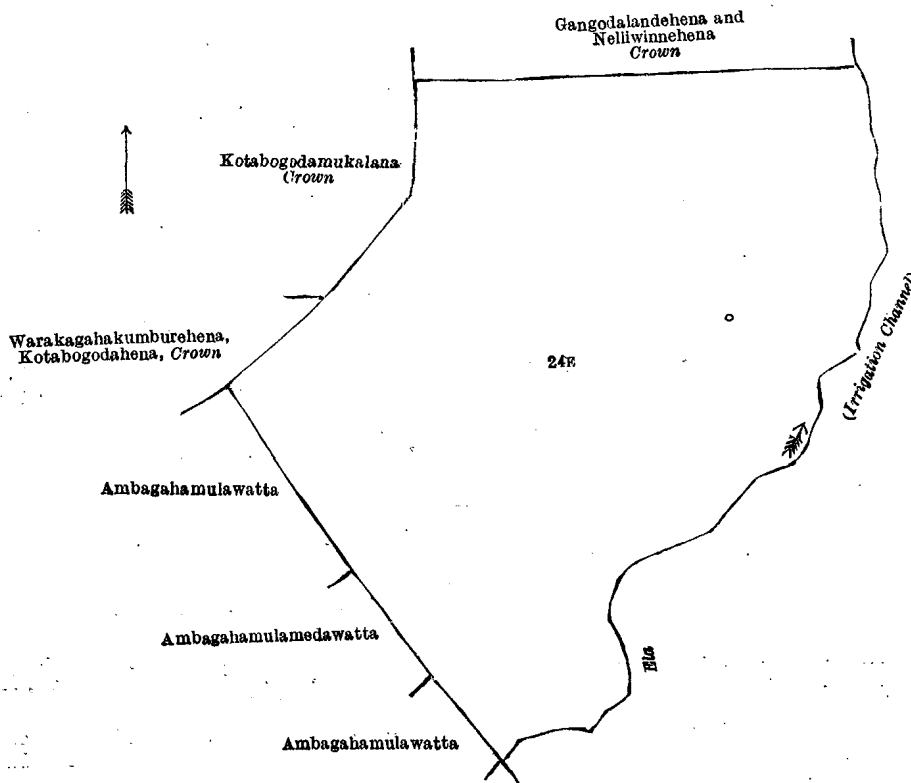 Gangodalandehena and
Nelliwinnehena
Crown
Kotabogodamukalana
Crown
Warakagahakumburehena,
Kotabogodahena, Crown
24E
(Irrigation Channel)
Ambagahamulawatta
Ambagahamulamedawatta
Ela
Ambagahamulawatta